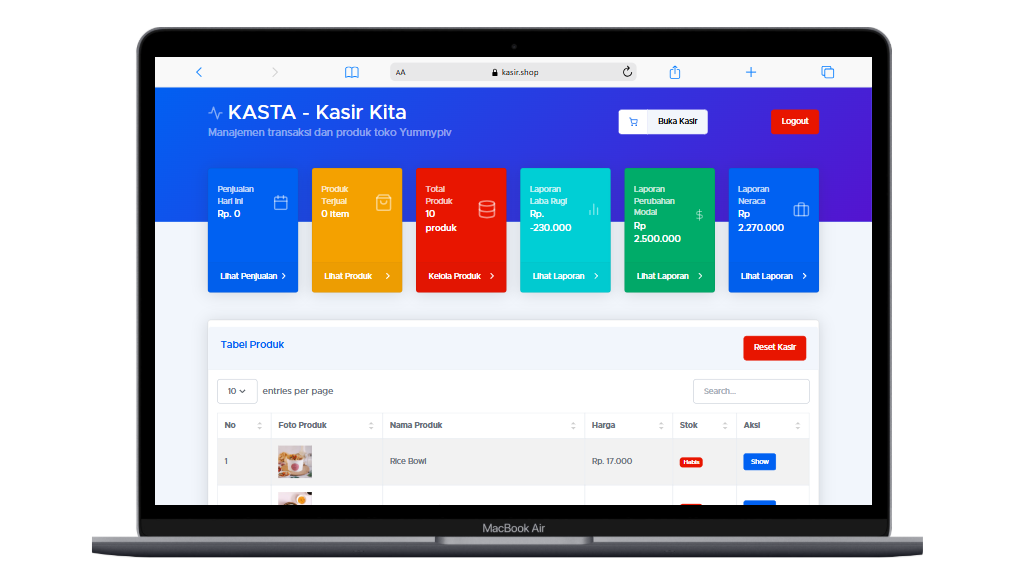 AA
kasir.shop
KASTA - Kasir Kita
Manajemen transaksi dan produk toko Yummypiv
Buka Kasir
Logout
Penjualan
Hari Ini
Rp. 0
Lihat Penjualan
Produk
Terjual
0 item
Lihat Produk
Total
Produk
10
produk
Kelola Produk
Laporan
Laba Rugi
Rp.
-230.000
Lihat Laporan
Laporan
Perubahan
Modal
Rp
2.500.000
Lihat Laporan
Laporan
Neraca
Rp
2.270.000
Lihat Laporan
Tabel Produk
Reset Kasir
10 entries per page
Search...
No Foto Produk Nama Produk Harga Stok Aksi
1 Rice Bowl Rp. 17.000 Habis Show
MacBook Air